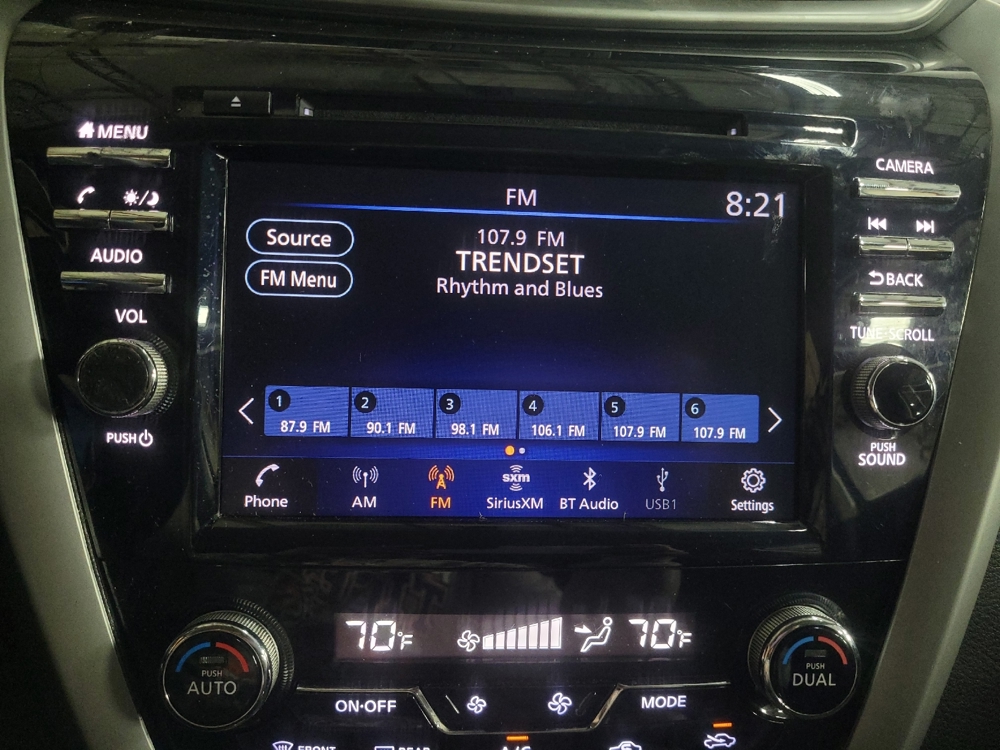 MENU
CAMERA
FM
8:21
Source
107.9 FM
FM Menu
TRENDSET
Rhythm and Blues
AUDIO
BACK
VOL
TUNE·SCROLL
1 2 3 4 5 6
87.9 FM 90.1 FM 98.1 FM 106.1 FM 107.9 FM 107.9 FM
PUSH
PUSH
SOUND
Phone
AM
FM
sxm
SiriusXM
BT Audio
USB1
Settings
70°F
70°F
PUSH
AUTO
PUSH
DUAL
ON·OFF
MODE
FRONT
REAR
A/C